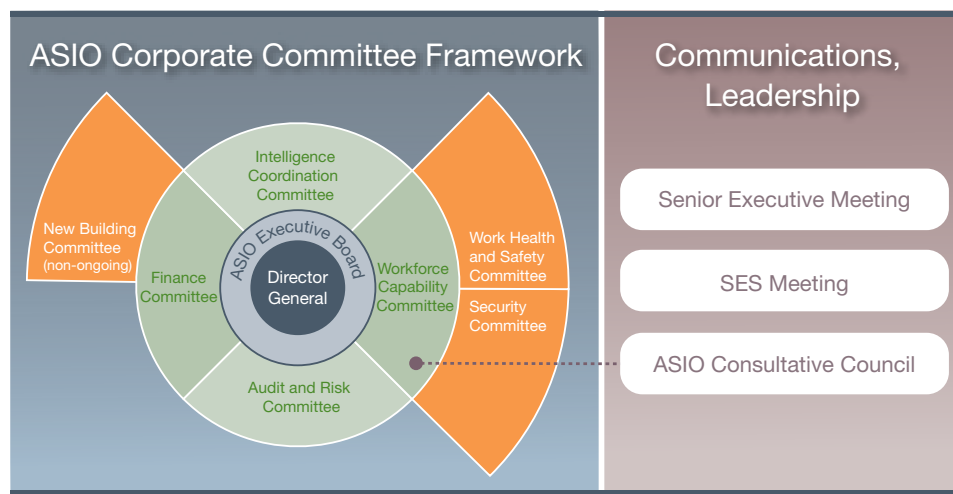 ASIO Corporate Committee Framework
Communications,
Leadership
Intelligence
Coordination
Committee
New Building
Committee
(non-ongoing)
Finance
Committee
ASIO Executive Board
Director
General
Workforce
Capability
Committee
Work Health
and Safety
Committee
Security
Committee
Audit and Risk
Committee
Senior Executive Meeting
SES Meeting
ASIO Consultative Council